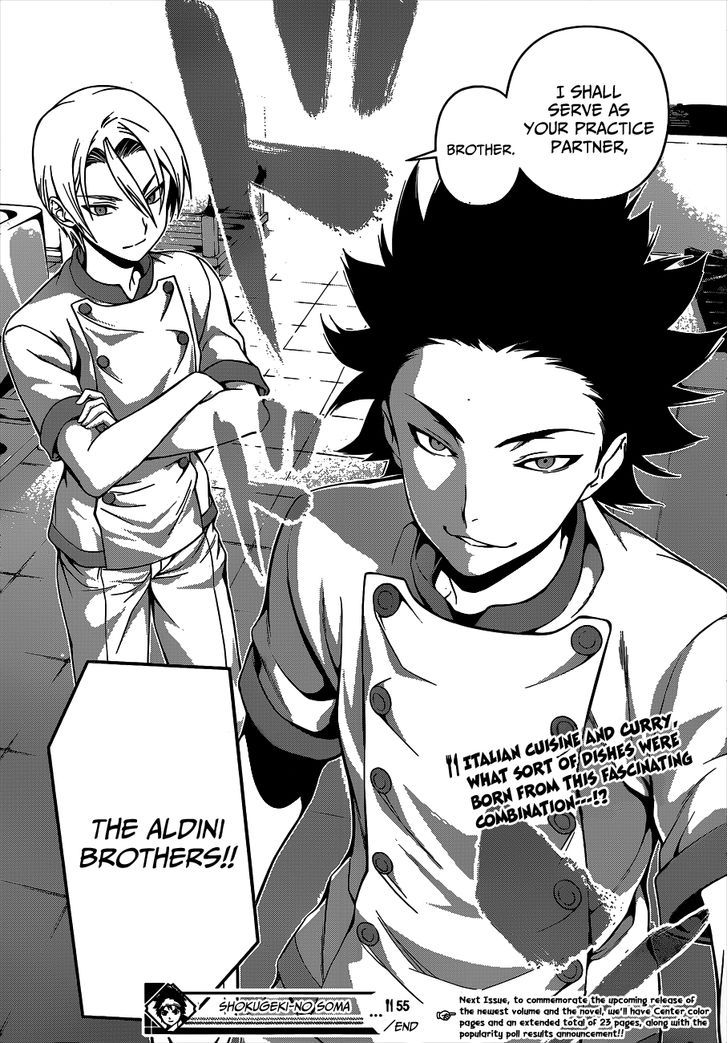 I SHALL
SERVE AS
YOUR PRACTICE
PARTNER,
BROTHER.
ITALIAN CUISINE AND CURRY,
WHAT SORT OF DISHES WERE
BORN FROM THIS FASCINATING
COMBINATION---!?
THE ALDINI
BROTHERS!!
SHOKUGEKI-NO SOMA
... 55
/END
Next Issue, to commemorate the upcoming release of
the newest volume and the novel, we'll have Center color
pages and an extended total of 23 pages, along with the
popularity poll results announcement!!